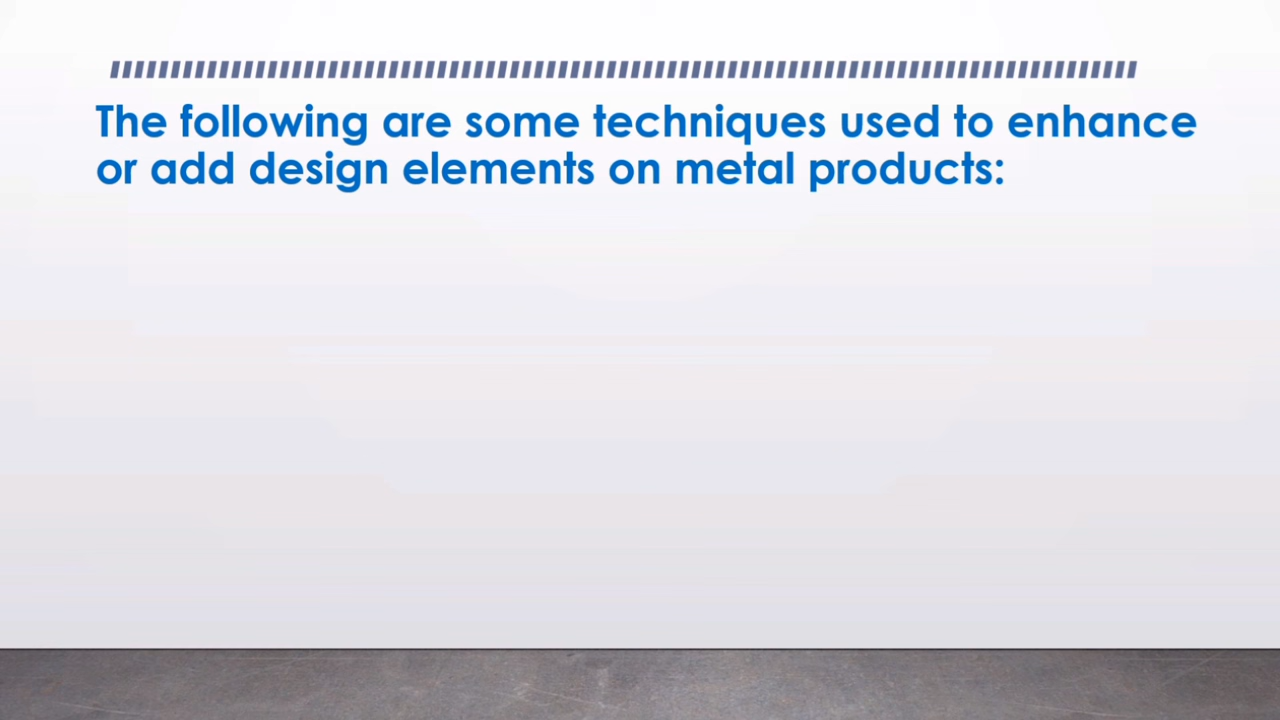 The following are some techniques used to enhance
or add design elements on metal products: